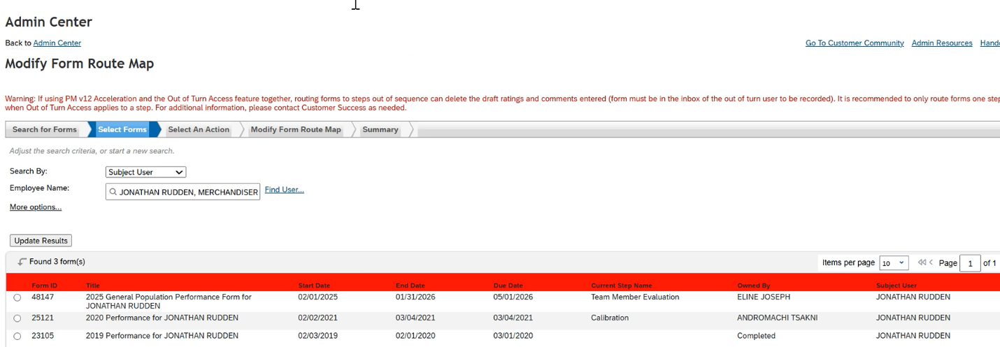 Admin Center
Back to Admin Center
Go To Customer Community Admin Resources
Modify Form Route Map
Warning: If using PM v12 Acceleration and the Out of Turn Access feature together, routing forms to steps out of sequence can delete the draft ratings and comments entered (form must be in the inbox of the out of turn user to be recorded). It is recommended to only route forms one
when Out of Turn Access applies to a step. For additional information, please contact Customer Success as needed.
Search for Forms Select Forms Select An Action Modify Form Route Map Summary
Adjust the search criteria, or start a new search.
Search By: Subject User
Employee Name: JONATHAN RUDDEN, MERCHANDISER Find User...
More options...
Update Results
Found 3 form(s) Items per page 10 Page 1 of 1
Form ID Title Start Date End Date Due Date Current Step Name Owned By Subject User
48147 2025 General Population Performance Form for 02/01/2025 01/31/2026 05/01/2026 Team Member Evaluation ELINE JOSEPH JONATHAN RUDDEN
JONATHAN RUDDEN
25121 2020 Performance for JONATHAN RUDDEN 02/02/2021 03/04/2021 03/04/2021 Calibration ANDROMACHI TSAKNI JONATHAN RUDDEN
23105 2019 Performance for JONATHAN RUDDEN 02/03/2019 02/01/2020 03/01/2020 Completed JONATHAN RUDDEN